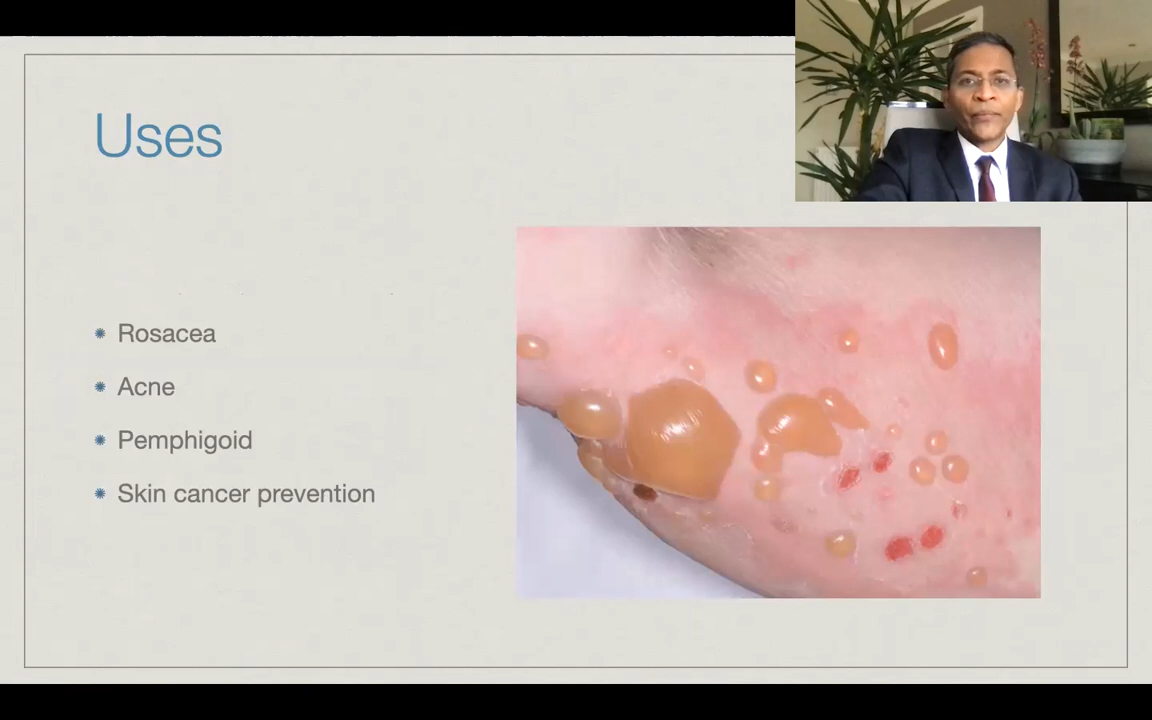 Uses
Rosacea
Acne
Pemphigoid
Skin cancer prevention